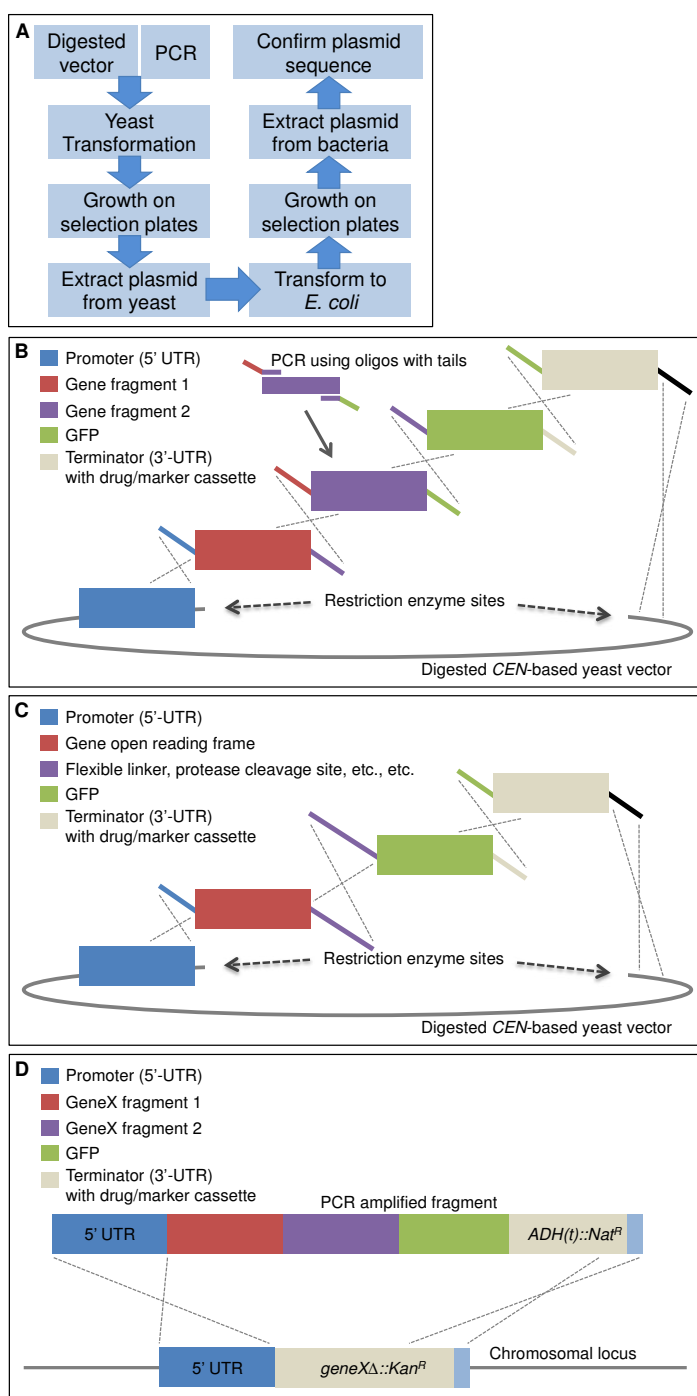 A
Digested
vector
PCR
Yeast
Transformation
Growth on
selection plates
Extract plasmid
from yeast
Transform to
E. coli
Growth on
selection plates
Extract plasmid
from bacteria
Confirm plasmid
sequence
B
Promoter (5’ UTR)
Gene fragment 1
Gene fragment 2
GFP
Terminator (3’-UTR)
with drug/marker cassette
PCR using oligos with tails
Restriction enzyme sites
Digested CEN-based yeast vector
C
Promoter (5’-UTR)
Gene open reading frame
Flexible linker, protease cleavage site, etc., etc.
GFP
Terminator (3’-UTR)
with drug/marker cassette
Restriction enzyme sites
Digested CEN-based yeast vector
D
Promoter (5’-UTR)
GeneX fragment 1
GeneX fragment 2
GFP
Terminator (3’-UTR)
with drug/marker cassette
PCR amplified fragment
5’ UTR
ADH(t)::NatR
Chromosomal locus
5’ UTR
geneXΔ::KanR